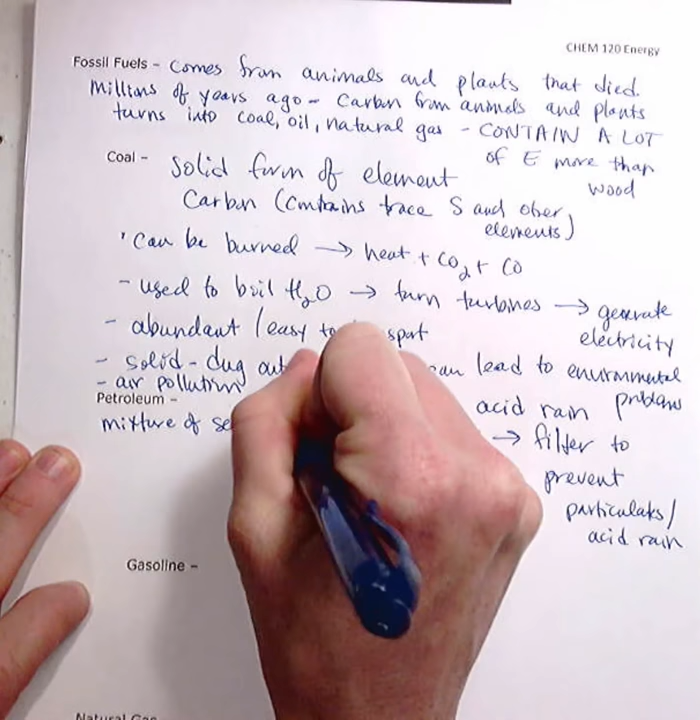 CHEM 120 Energy
Fossil Fuels - comes from animals and plants that died
Millions of years ago - Carbon from animals and plants
turns into coal, oil, natural gas - CONTAIN A LOT
of E more than
wood
Coal - solid form of element
Carbon (contains trace S and other
elements)
Can be burned → heat + CO2 + CO
- used to boil H2O → turn turbines → generate
electricity
- abundant / easy to
- solid - dug out can lead to environmental
problems
- air pollution acid rain
Petroleum -
mixture of
→ filter to
prevent
particulates/
acid rain
Gasoline -
Natural Gas